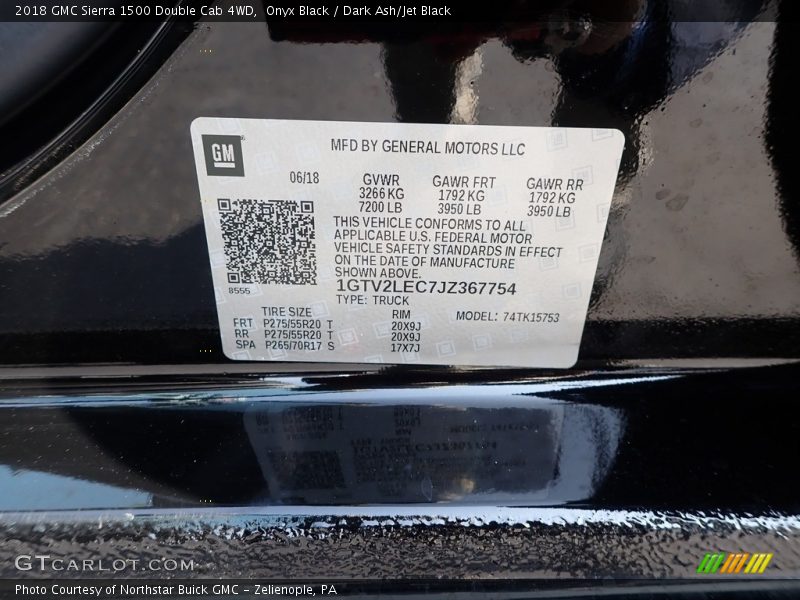 2018 GMC Sierra 1500 Double Cab 4WD, Onyx Black / Dark Ash/Jet Black
GM
MFD BY GENERAL MOTORS LLC
06/18 GVWR GAWR FRT GAWR RR
3266 KG 1792 KG 1792 KG
7200 LB 3950 LB 3950 LB
THIS VEHICLE CONFORMS TO ALL
APPLICABLE U.S. FEDERAL MOTOR
VEHICLE SAFETY STANDARDS IN EFFECT
ON THE DATE OF MANUFACTURE
SHOWN ABOVE.
8555
1GTV2LEC7JZ367754
TYPE: TRUCK
TIRE SIZE RIM MODEL: 74TK15753
FRT P275/55R20 T 20X9J
RR P275/55R20 T 20X9J
SPA P265/70R17 S 17X7J
GTCARLOT.COM
Photo Courtesy of Northstar Buick GMC - Zelienople, PA